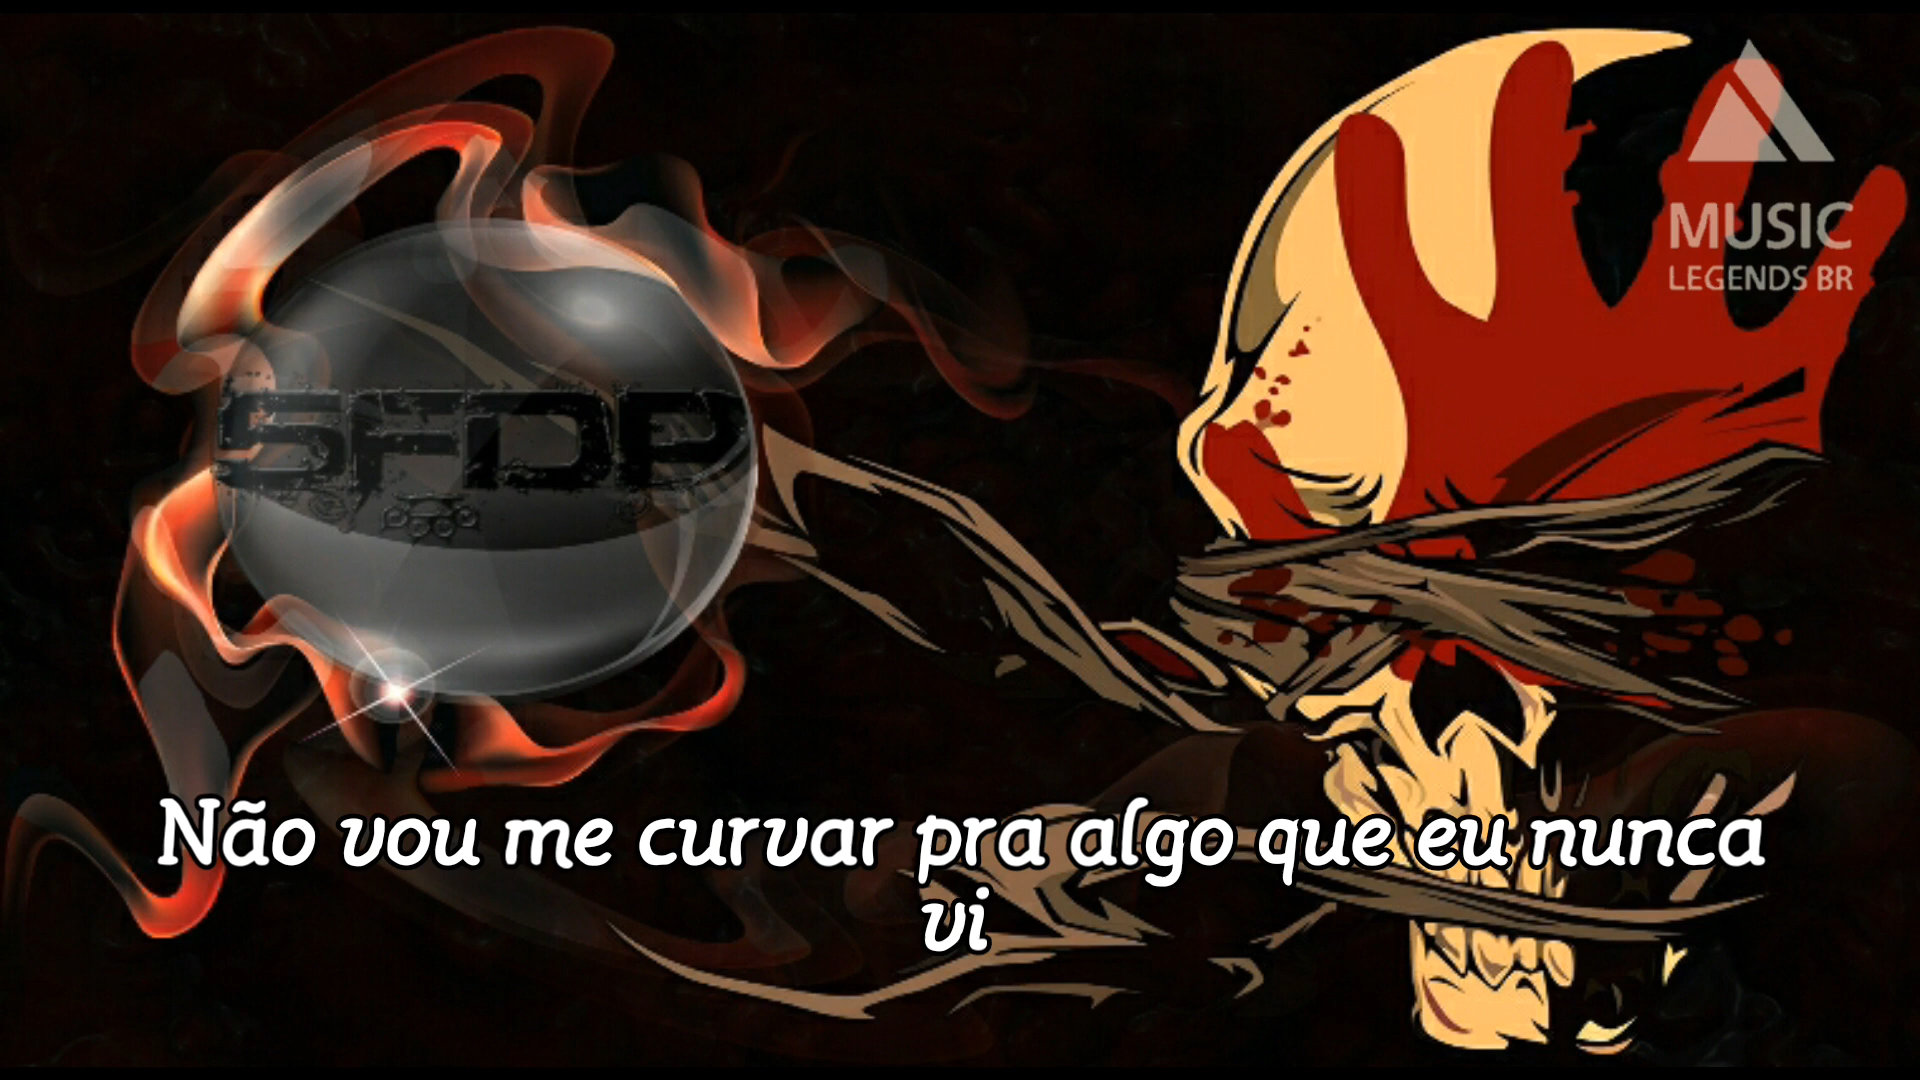 MUSIC
LEGENDS BR
5FDP
Não vou me curvar pra algo que eu nunca
vi